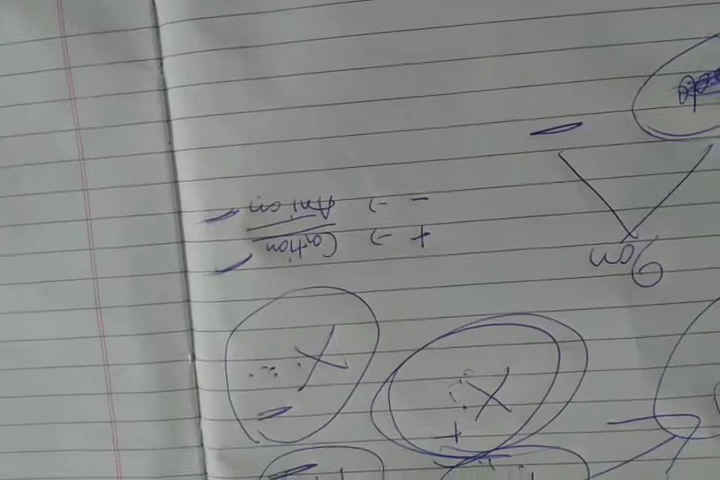 Ion
+ → Cation
- → Anion
+
X
X
-